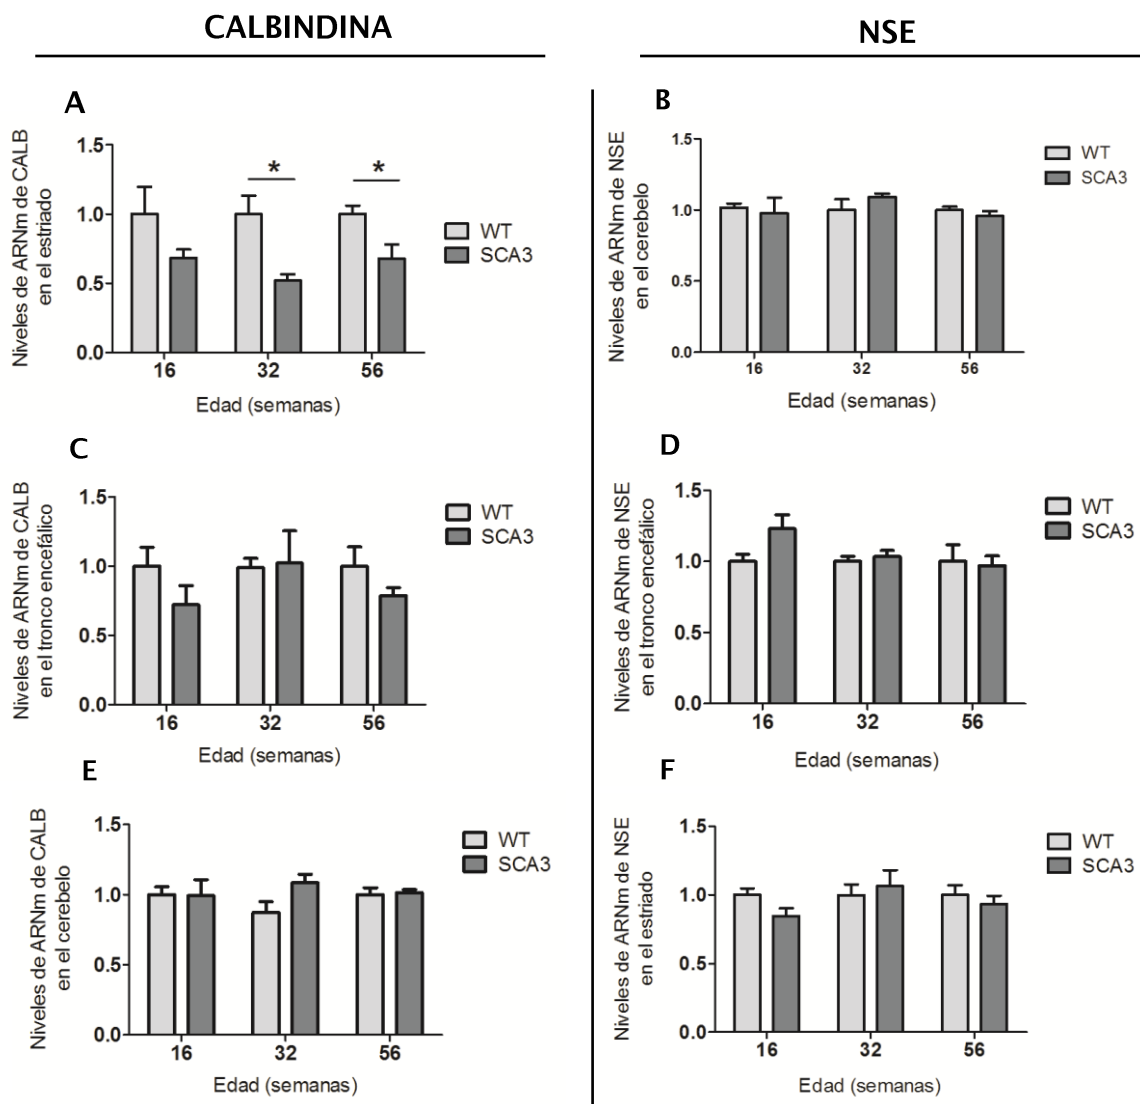 CALBINDINA
NSE
A
Niveles de ARNm de CALB
en el estriado
1.5
1.0
0.5
0.0
*
*
16
32
56
Edad (semanas)
WT
SCA3
B
Niveles de ARNm de NSE
en el cerebelo
1.5
1.0
0.5
0.0
16
32
56
Edad (semanas)
WT
SCA3
C
Niveles de ARNm de CALB
en el tronco encefálico
1.5
1.0
0.5
0.0
16
32
56
Edad (semanas)
WT
SCA3
D
Niveles de ARNm de NSE
en el tronco encefálico
1.5
1.0
0.5
0.0
16
32
56
Edad (semanas)
WT
SCA3
E
Niveles de ARNm de CALB
en el cerebelo
1.5
1.0
0.5
0.0
16
32
56
Edad (semanas)
WT
SCA3
F
Niveles de ARNm de NSE
en el estriado
1.5
1.0
0.5
0.0
16
32
56
Edad (semanas)
WT
SCA3